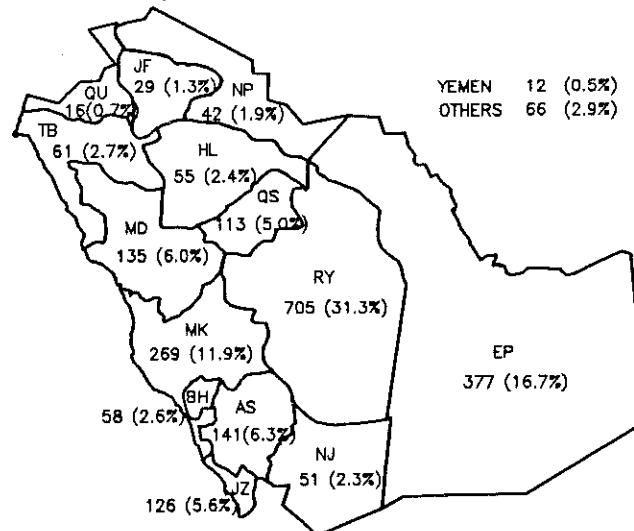 JF
29 (1.3%)
NP
42 (1.9%)
QU
16(0.7%)
YEMEN 12 (0.5%)
OTHERS 66 (2.9%)
TB
61 (2.7%)
HL
55 (2.4%)
QS
113 (5.0%)
MD
135 (6.0%)
RY
705 (31.3%)
MK
269 (11.9%)
EP
377 (16.7%)
BH
58 (2.6%)
AS
141(6.3%)
NJ
51 (2.3%)
JZ
126 (5.6%)